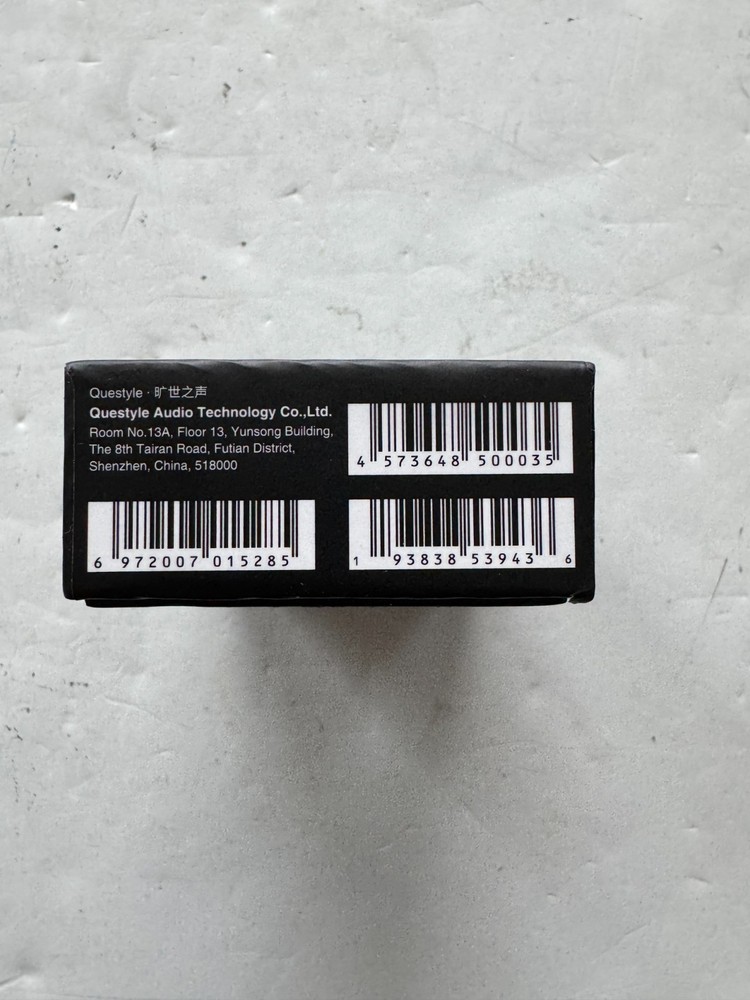 Questyle · 旷世之声
Questyle Audio Technology Co.,Ltd.
Room No.13A, Floor 13, Yunsong Building,
The 8th Tairan Road, Futian District,
Shenzhen, China, 518000
4 573648 500035
6 972007 015285
1 93838 53943 6